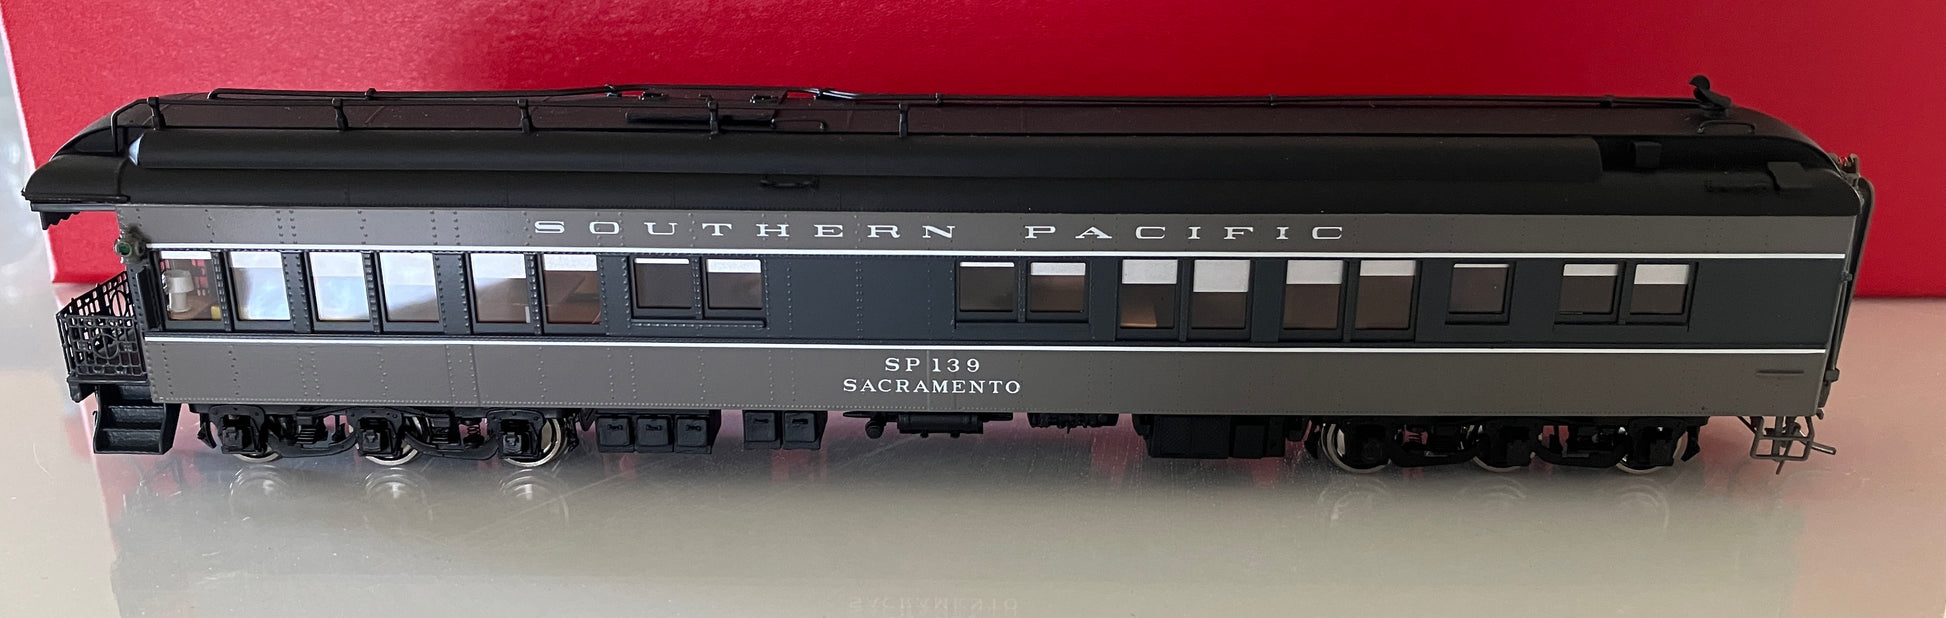 SOUTHERN PACIFIC
SP 139
SACRAMENTO